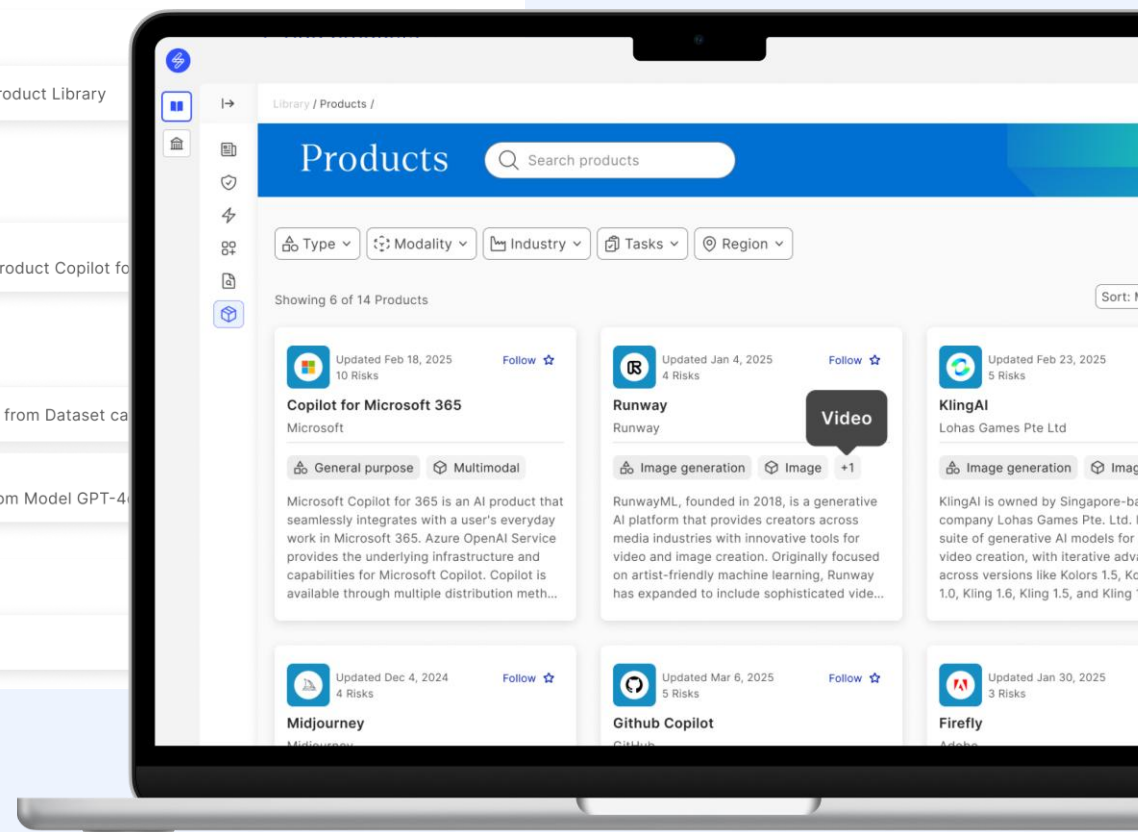 roduct Library
roduct Copilot fo
from Dataset ca
om Model GPT-4
Library / Products /
Products
Search products
Type
Modality
Industry
Tasks
Region
Showing 6 of 14 Products
Sort:
Updated Feb 18, 2025
10 Risks
Follow
Copilot for Microsoft 365
Microsoft
General purpose
Multimodal
Microsoft Copilot for 365 is an AI product that
seamlessly integrates with a user's everyday
work in Microsoft 365. Azure OpenAI Service
provides the underlying infrastructure and
capabilities for Microsoft Copilot. Copilot is
available through multiple distribution meth...
Updated Jan 4, 2025
4 Risks
Follow
Runway
Runway
Video
Image generation
Image
+1
RunwayML, founded in 2018, is a generative
AI platform that provides creators across
media industries with innovative tools for
video and image creation. Originally focused
on artist-friendly machine learning, Runway
has expanded to include sophisticated vide...
Updated Feb 23, 2025
5 Risks
KlingAI
Lohas Games Pte Ltd
Image generation
Imag
KlingAI is owned by Singapore-ba
company Lohas Games Pte. Ltd.
suite of generative AI models for
video creation, with iterative adva
across versions like Kolors 1.5, Ko
1.0, Kling 1.6, Kling 1.5, and Kling
Updated Dec 4, 2024
4 Risks
Follow
Midjourney
Midjourney
Updated Mar 6, 2025
5 Risks
Follow
Github Copilot
GitHub
Updated Jan 30, 2025
3 Risks
Firefly
Adobe